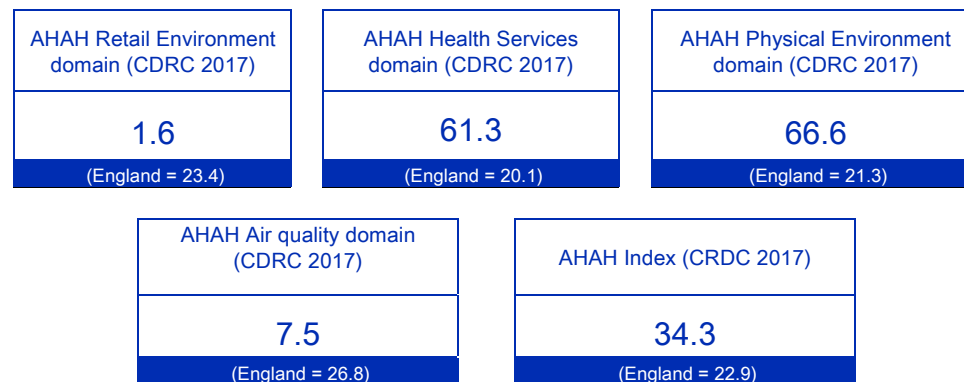 AHAH Retail Environment
domain (CDRC 2017)
1.6
(England = 23.4)
AHAH Health Services
domain (CDRC 2017)
61.3
(England = 20.1)
AHAH Physical Environment
domain (CDRC 2017)
66.6
(England = 21.3)
AHAH Air quality domain
(CDRC 2017)
7.5
(England = 26.8)
AHAH Index (CRDC 2017)
34.3
(England = 22.9)